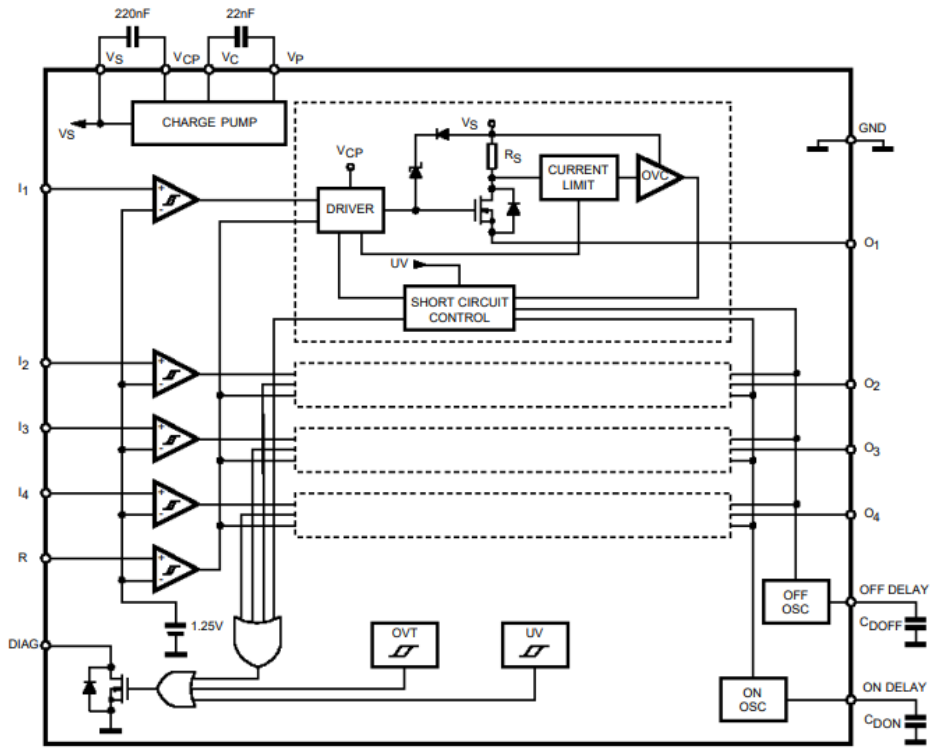 220nF
22nF
VS
VCP
VC
VP
CHARGE PUMP
VS
VS
GND
RS
VCP
CURRENT
LIMIT
OVC
I1
DRIVER
O1
UV
SHORT CIRCUIT
CONTROL
I2
O2
I3
O3
I4
O4
R
OFF
OSC
OFF DELAY
CDOFF
1.25V
DIAG
OVT
UV
ON
OSC
ON DELAY
CDON